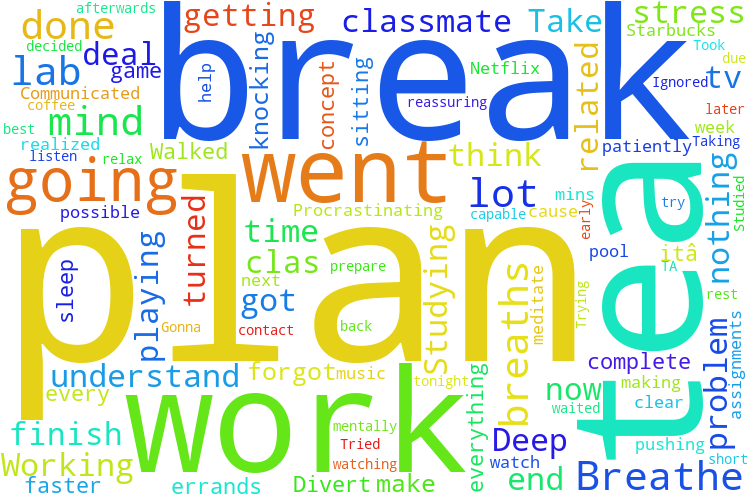 afterwards
getting
classmate
Take
stress
done
Starbucks
decided
deal
break
Took
lab
game
help
knocking
concept
sitting
Netflix
related
due
tv
Communicated
reassuring
Ignored
coffee
mind
later
best
realized
Walked
think
patiently
Taking
week
listen
relax
went
going
lot
mins
tea
nothing
studied
possible
turned
Procrastinating
capable
cause
early
try
time
playing
clas
Studying
pool
itâ
sleep
next
prepare
breaths
meditate
Trying
TA
plan
got
back
rest
Gonna
contact
problem
assignments
understand
forgot
music
tonight
complete
every
everything
now
making
work
waited
clear
finish
mentally
Tried
Deep
pushing
Working
watching
watch
short
faster
errands
Divert
make
end
Breathe